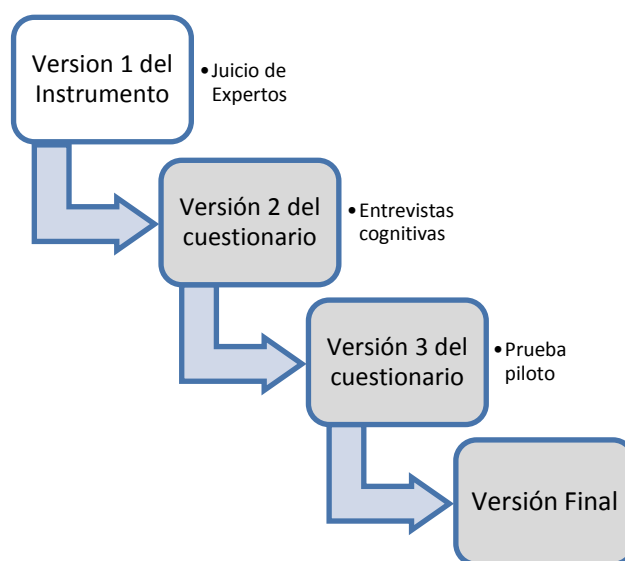 Version 1 del
Instrumento
•Juicio de
Expertos
Versión 2 del
cuestionario
•Entrevistas
cognitivas
Versión 3 del
cuestionario
•Prueba
piloto
Versión Final